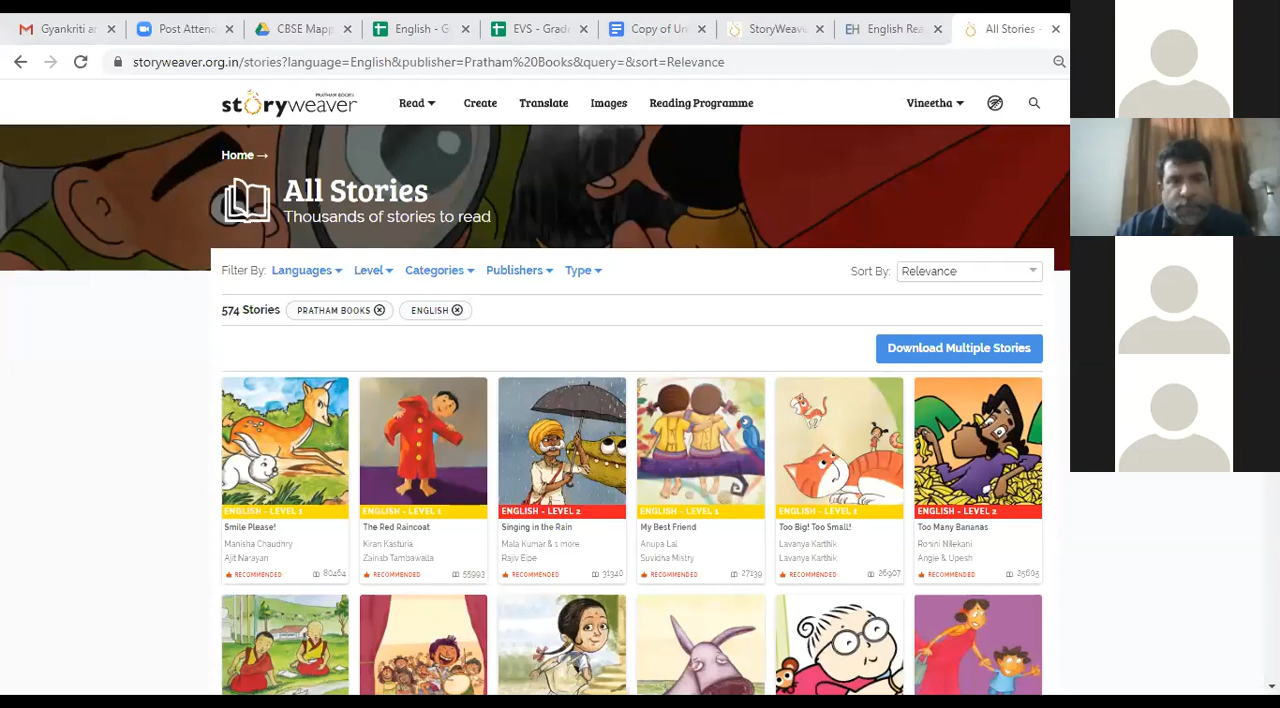 Gyankriti ar
Post Attend
CBSE Mapp
English - G
EVS - Grad
Copy of Un
StoryWeav
EH English Rea
All Stories -
storyweaver.org.in/stories?language=English&publisher=Pratham%20Books&query=&sort=Relevance
PRATHAM BOOKS
storyweaver
Read
Create
Translate
Images
Reading Programme
Vineetha
Home →
All Stories
Thousands of stories to read
Filter By: Languages Level Categories Publishers Type
Sort By: Relevance
574 Stories PRATHAM BOOKS ENGLISH
Download Multiple Stories
ENGLISH - LEVEL 1
Smile Please!
Manisha Chaudhry
Ajit Narayan
RECOMMENDED 80464
ENGLISH - LEVEL 1
The Red Raincoat
Kiran Kasturia
Zainab Tambawalla
RECOMMENDED 55993
ENGLISH - LEVEL 2
Singing in the Rain
Mala Kumar & 1 more
Rajiv Eipe
RECOMMENDED 31346
ENGLISH - LEVEL 1
My Best Friend
Anupa Lal
Suvidha Mistry
RECOMMENDED 27139
ENGLISH - LEVEL 1
Too Big! Too Small!
Lavanya Karthik
Lavanya Karthik
RECOMMENDED 26907
ENGLISH - LEVEL 2
Too Many Bananas
Rohini Nilekani
Angie & Upesh
RECOMMENDED